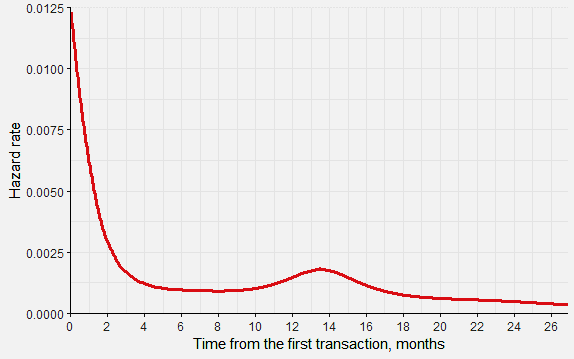 0.0125
0.0100
0.0075
Hazard rate
0.0050
0.0025
0.0000
0 2 4 6 8 10 12 14 16 18 20 22 24 26
Time from the first transaction, months